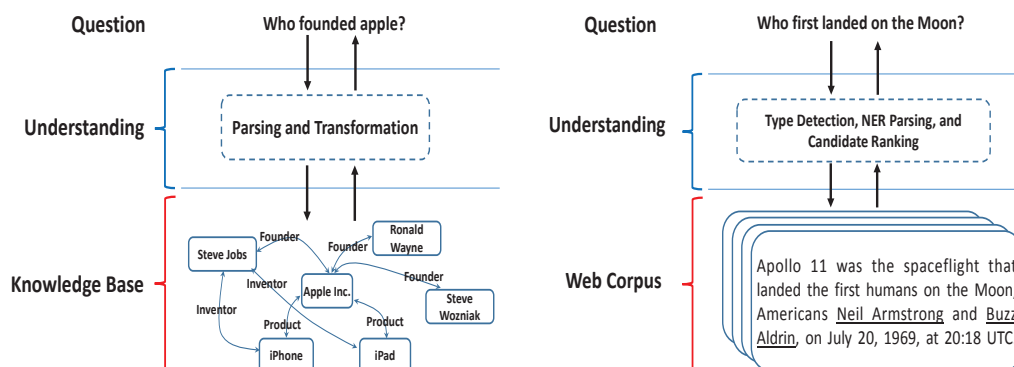 Question
Who founded apple?
Understanding
Parsing and Transformation
Knowledge Base
Steve Jobs
Founder
Founder
Ronald
Wayne
Founder
Inventor
Inventor
Apple Inc.
Steve
Wozniak
Product
Product
iPhone
iPad
Question
Who first landed on the Moon?
Understanding
Type Detection, NER Parsing, and
Candidate Ranking
Web Corpus
Apollo 11 was the spaceflight that
landed the first humans on the Moon,
Americans Neil Armstrong and Buzz
Aldrin, on July 20, 1969, at 20:18 UTC.